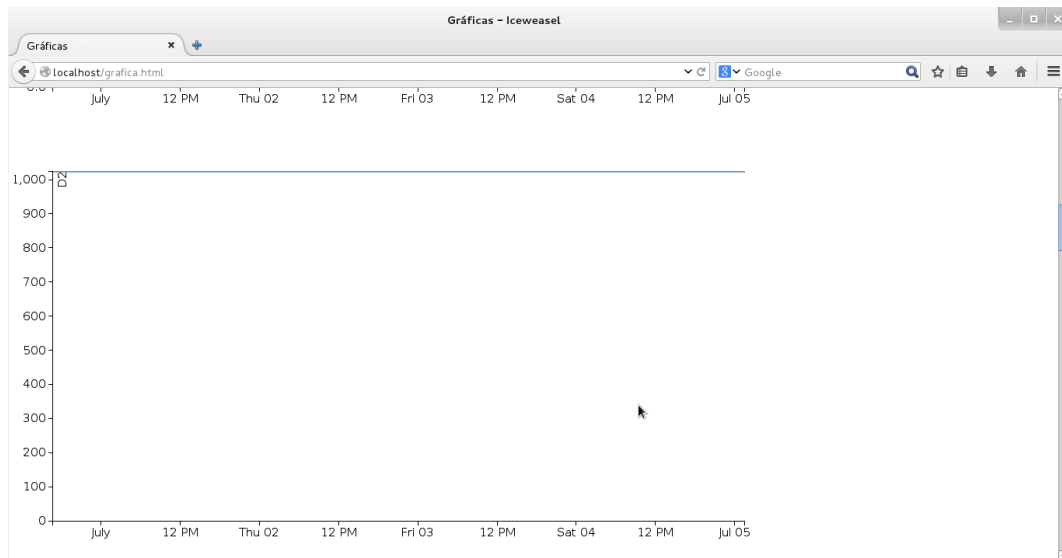 Gráficas - Iceweasel
Gráficas
localhost/grafica.html
Google
0.0
July 12 PM Thu 02 12 PM Fri 03 12 PM Sat 04 12 PM Jul 05
D2
1,000
900
800
700
600
500
400
300
200
100
0
July 12 PM Thu 02 12 PM Fri 03 12 PM Sat 04 12 PM Jul 05